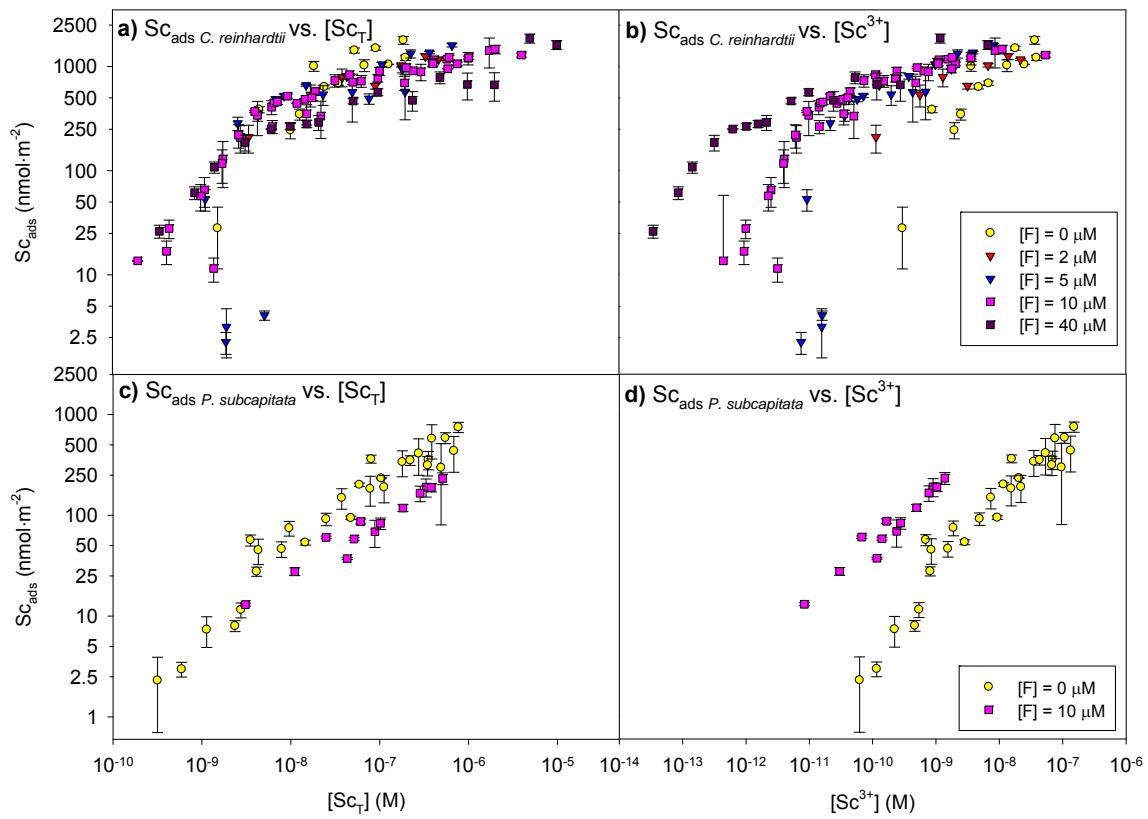 a) Sc_ads C. reinhardtii vs. [Sc_T]
b) Sc_ads C. reinhardtii vs. [Sc³⁺]
2500
1000
500
250
100
50
25
10
5
2.5
Sc_ads (nmol·m⁻²)
[F] = 0 µM
[F] = 2 µM
[F] = 5 µM
[F] = 10 µM
[F] = 40 µM
c) Sc_ads P. subcapitata vs. [Sc_T]
d) Sc_ads P. subcapitata vs. [Sc³⁺]
2500
1000
500
250
100
50
25
10
5
2.5
1
Sc_ads (nmol·m⁻²)
[F] = 0 µM
[F] = 10 µM
10⁻¹⁰ 10⁻⁹ 10⁻⁸ 10⁻⁷ 10⁻⁶ 10⁻⁵
10⁻¹⁴ 10⁻¹³ 10⁻¹² 10⁻¹¹ 10⁻¹⁰ 10⁻⁹ 10⁻⁸ 10⁻⁷ 10⁻⁶
[Sc_T] (M)
[Sc³⁺] (M)